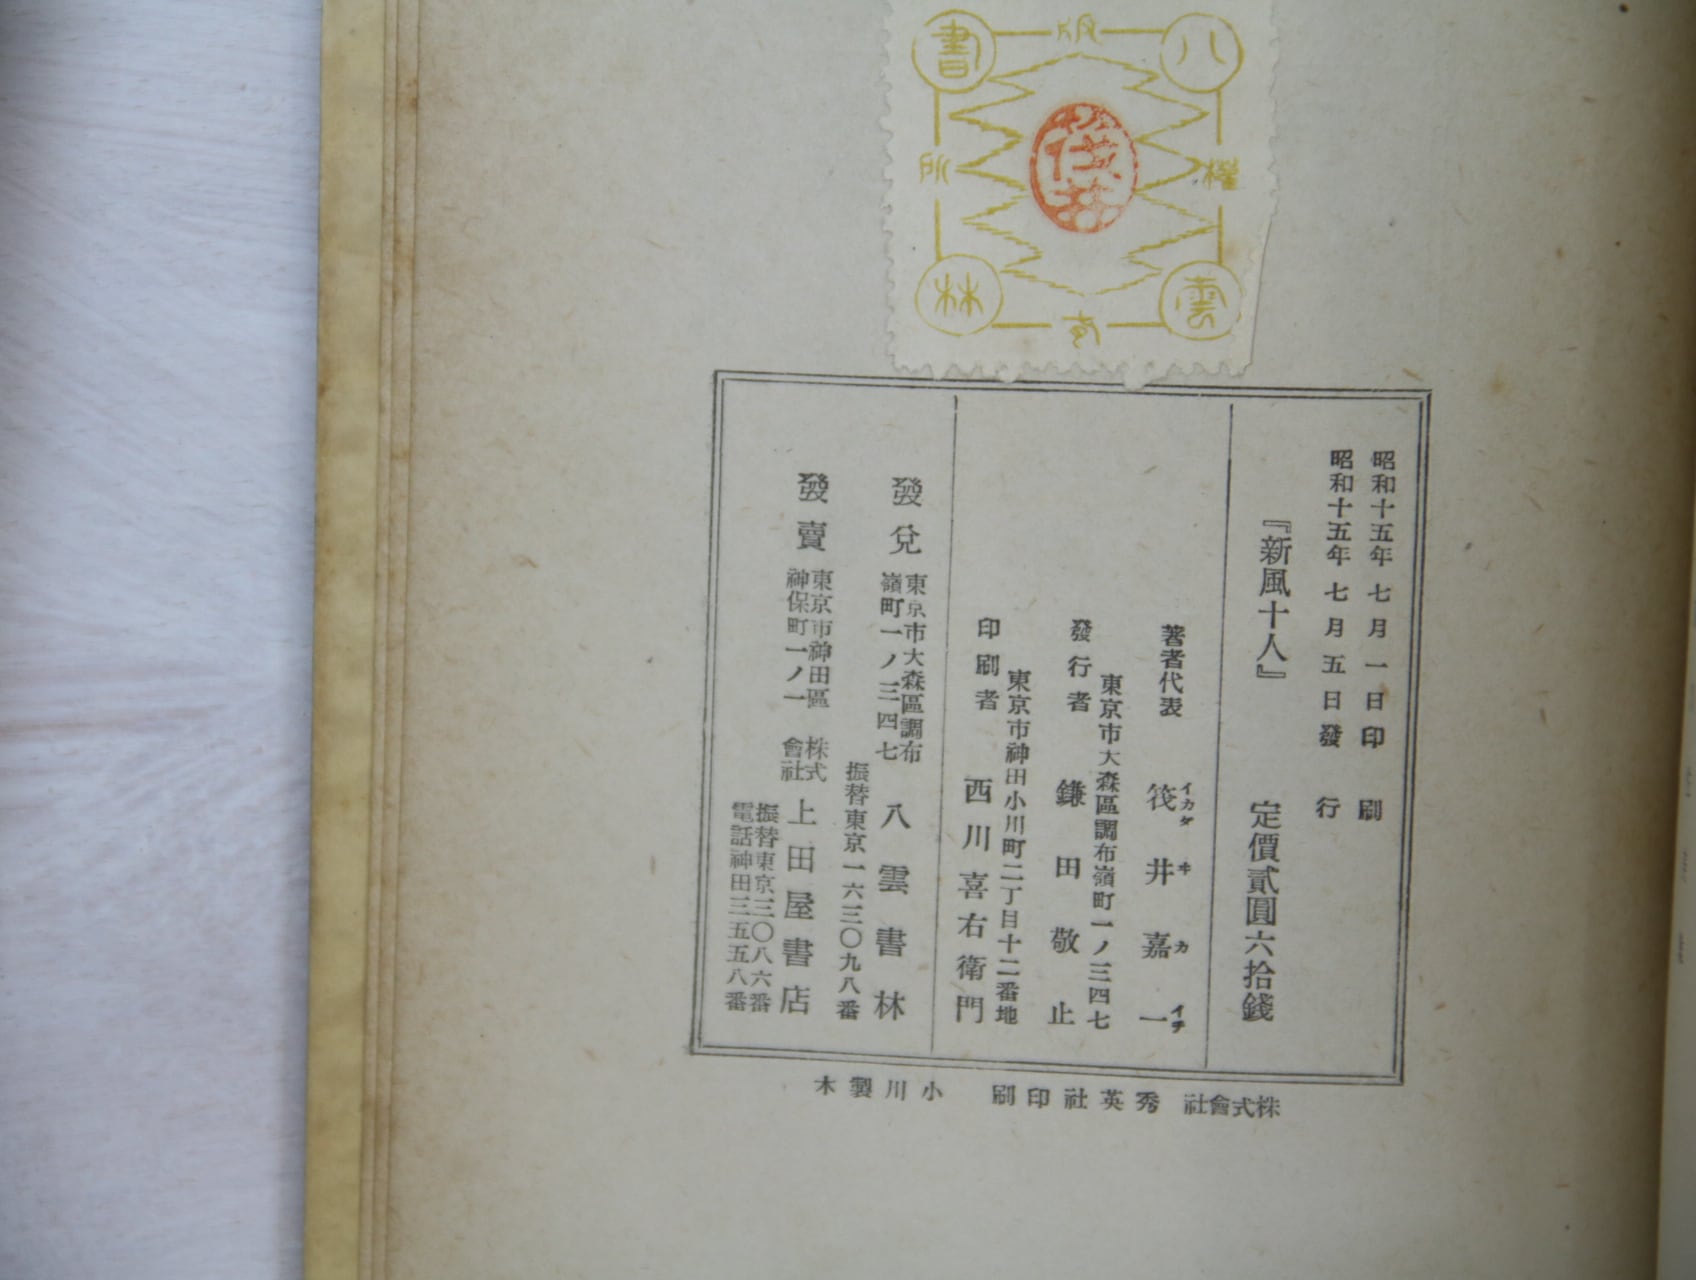 八雲書林
版權所有
筏井
昭和十五年七月一日印刷
昭和十五年七月五日發行
『新風十人』 定價貳圓六拾錢
著者代表 筏井嘉一
イカダ ヰ カ イチ
東京市大森區調布嶺町一ノ三四七
發行者 鎌田敬止
東京市神田小川町二丁目十二番地
印刷者 西川喜右衛門
發兌 東京市大森區調布嶺町一ノ三四七 八雲書林
振替東京一六三〇九八番
發賣 東京市神田區神保町一ノ一 株式會社 上田屋書店
振替東京三〇八六番
電話神田三五五八番
株式會社 秀英社印刷 小川製本